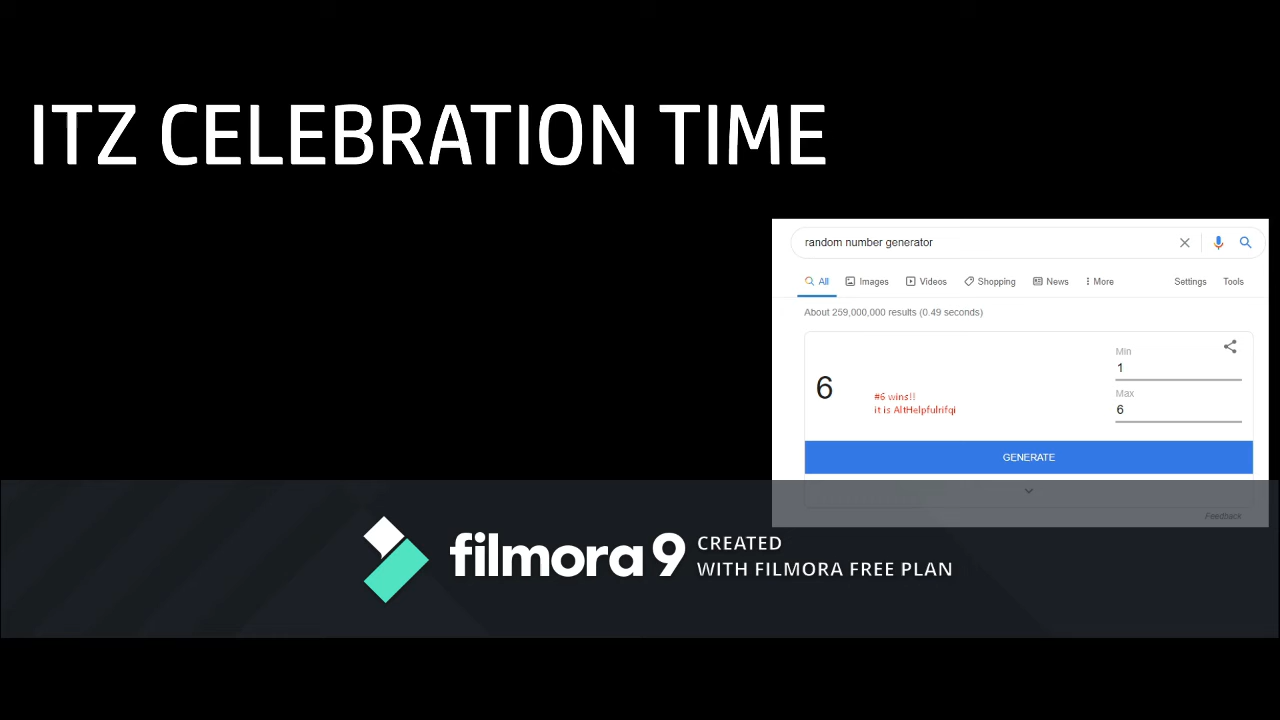 ITZ CELEBRATION TIME
random number generator
All Images Videos Shopping News More Settings Tools
About 259,000,000 results (0.49 seconds)
Min
1
6
#6 wins!!
it is AltHelpfulrifqi
Max
6
GENERATE
Feedback
filmora 9
CREATED
WITH FILMORA FREE PLAN